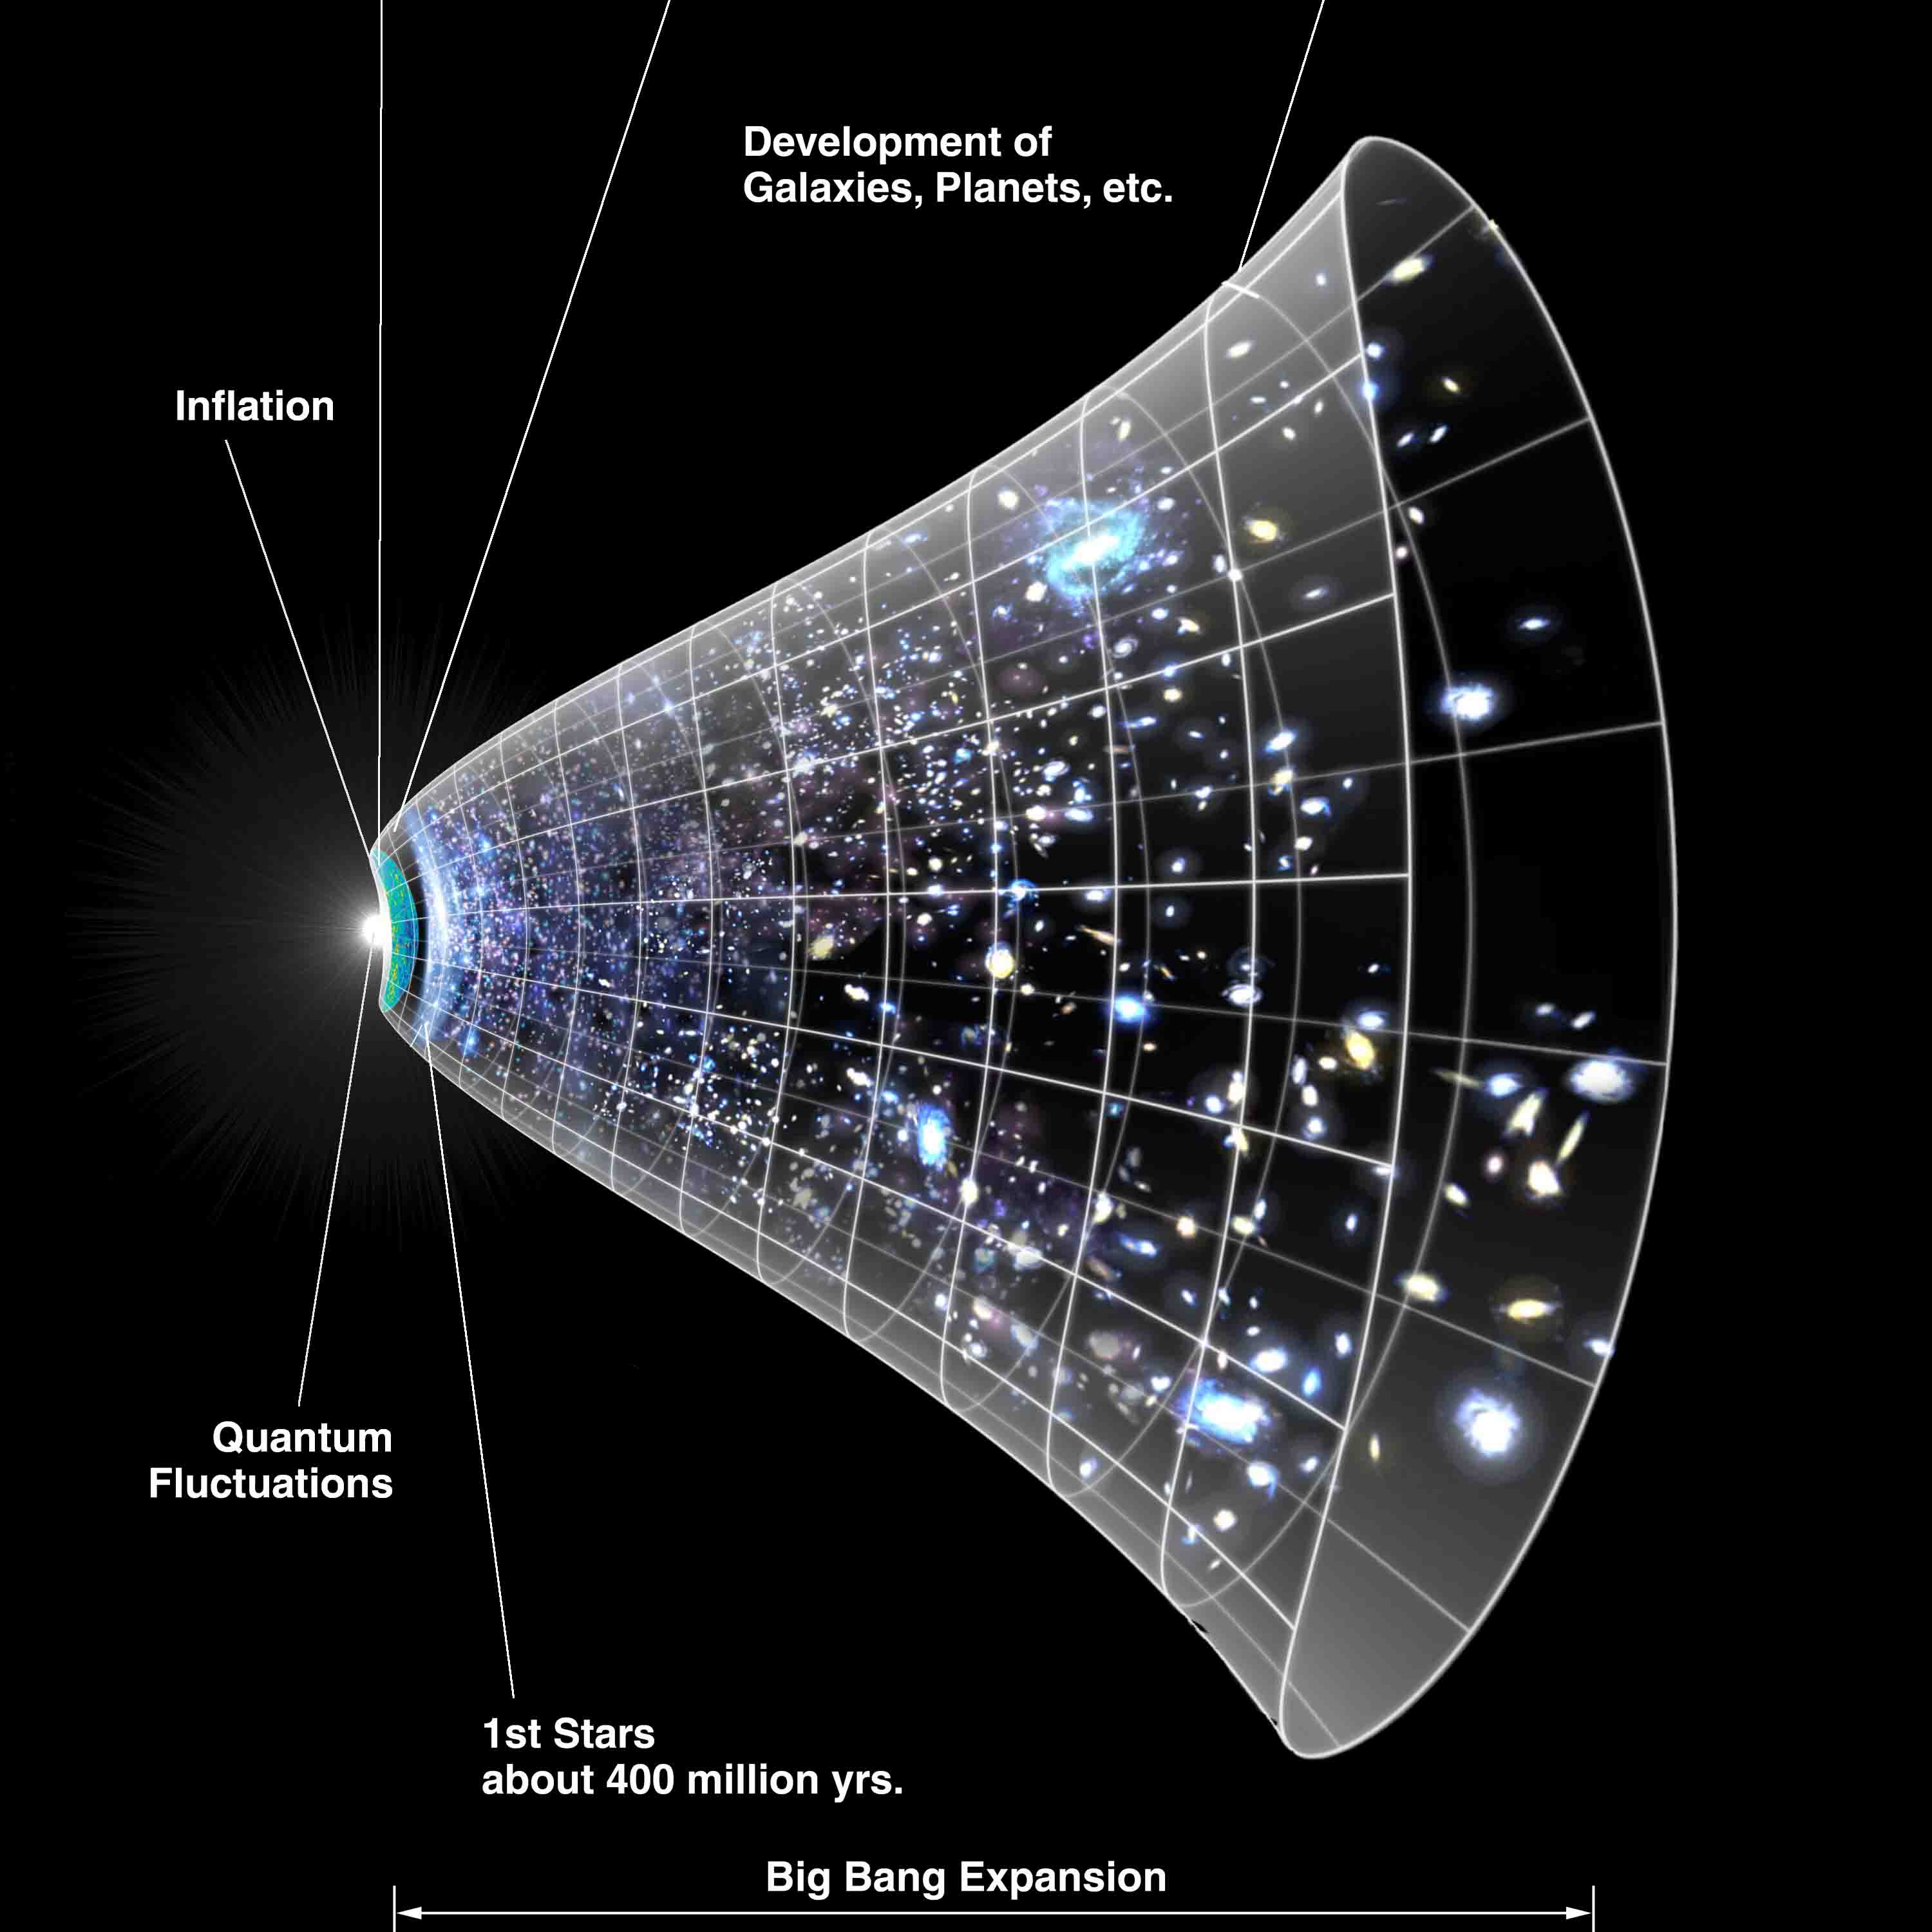 Development of
Galaxies, Planets, etc.
Inflation
Quantum
Fluctuations
1st Stars
about 400 million yrs.
Big Bang Expansion